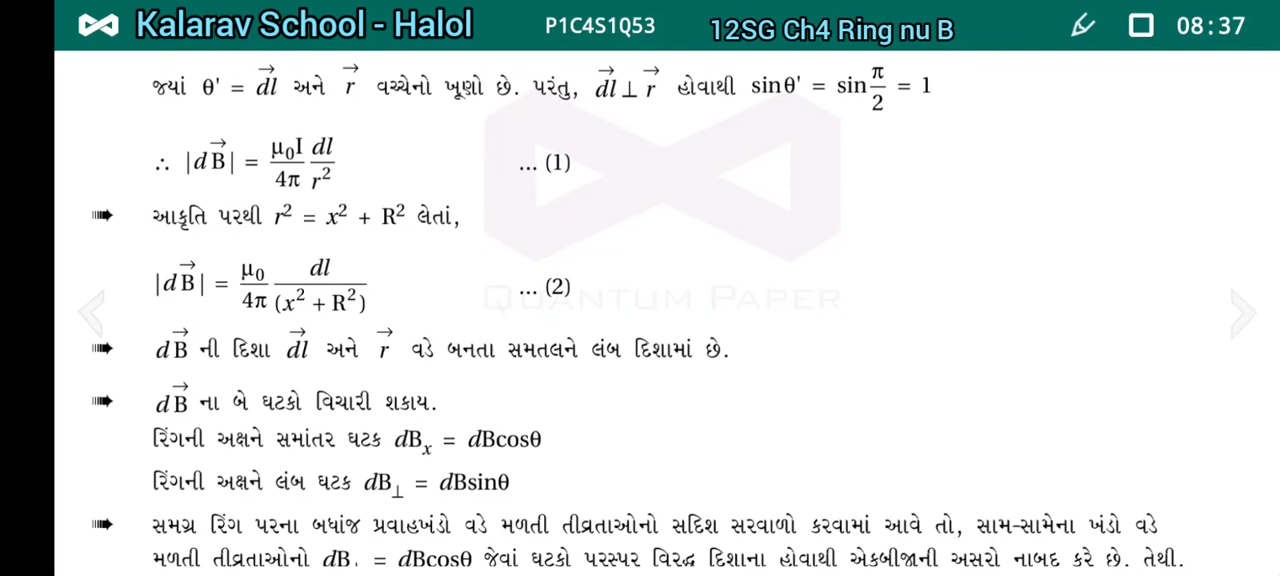 Kalarav School - Halol P1C4S1Q53 12SG Ch4 Ring nu B 08:37
જ્યાં θ' = dl⃗ અને r⃗ વચ્ચેનો ખૂણો છે. પરંતુ, dl⃗ ⊥ r⃗ હોવાથી sinθ' = sin π/2 = 1
∴ |dB⃗| = μ₀I/4π dl/r² ... (1)
➠ આકૃતિ પરથી r² = x² + R² લેતાં,
|dB⃗| = μ₀/4π dl/(x² + R²) ... (2)
QUANTUM PAPER
➠ dB⃗ ની દિશા dl⃗ અને r⃗ વડે બનતા સમતલને લંબ દિશામાં છે.
➠ dB⃗ ના બે ઘટકો વિચારી શકાય.
રિંગની અક્ષને સમાંતર ઘટક dBₓ = dBcosθ
રિંગની અક્ષને લંબ ઘટક dB⊥ = dBsinθ
➠ સમગ્ર રિંગ પરના બધાંજ પ્રવાહખંડો વડે મળતી તીવ્રતાઓનો સદિશ સરવાળો કરવામાં આવે તો, સામ-સામેના ખંડો વડે
મળતી તીવ્રતાઓનો dB = dBcosθ જેવાં ઘટકો પરસ્પર વિરુદ્ધ દિશાના હોવાથી એકબીજાની અસરો નાબદ કરે છે. તેથી.